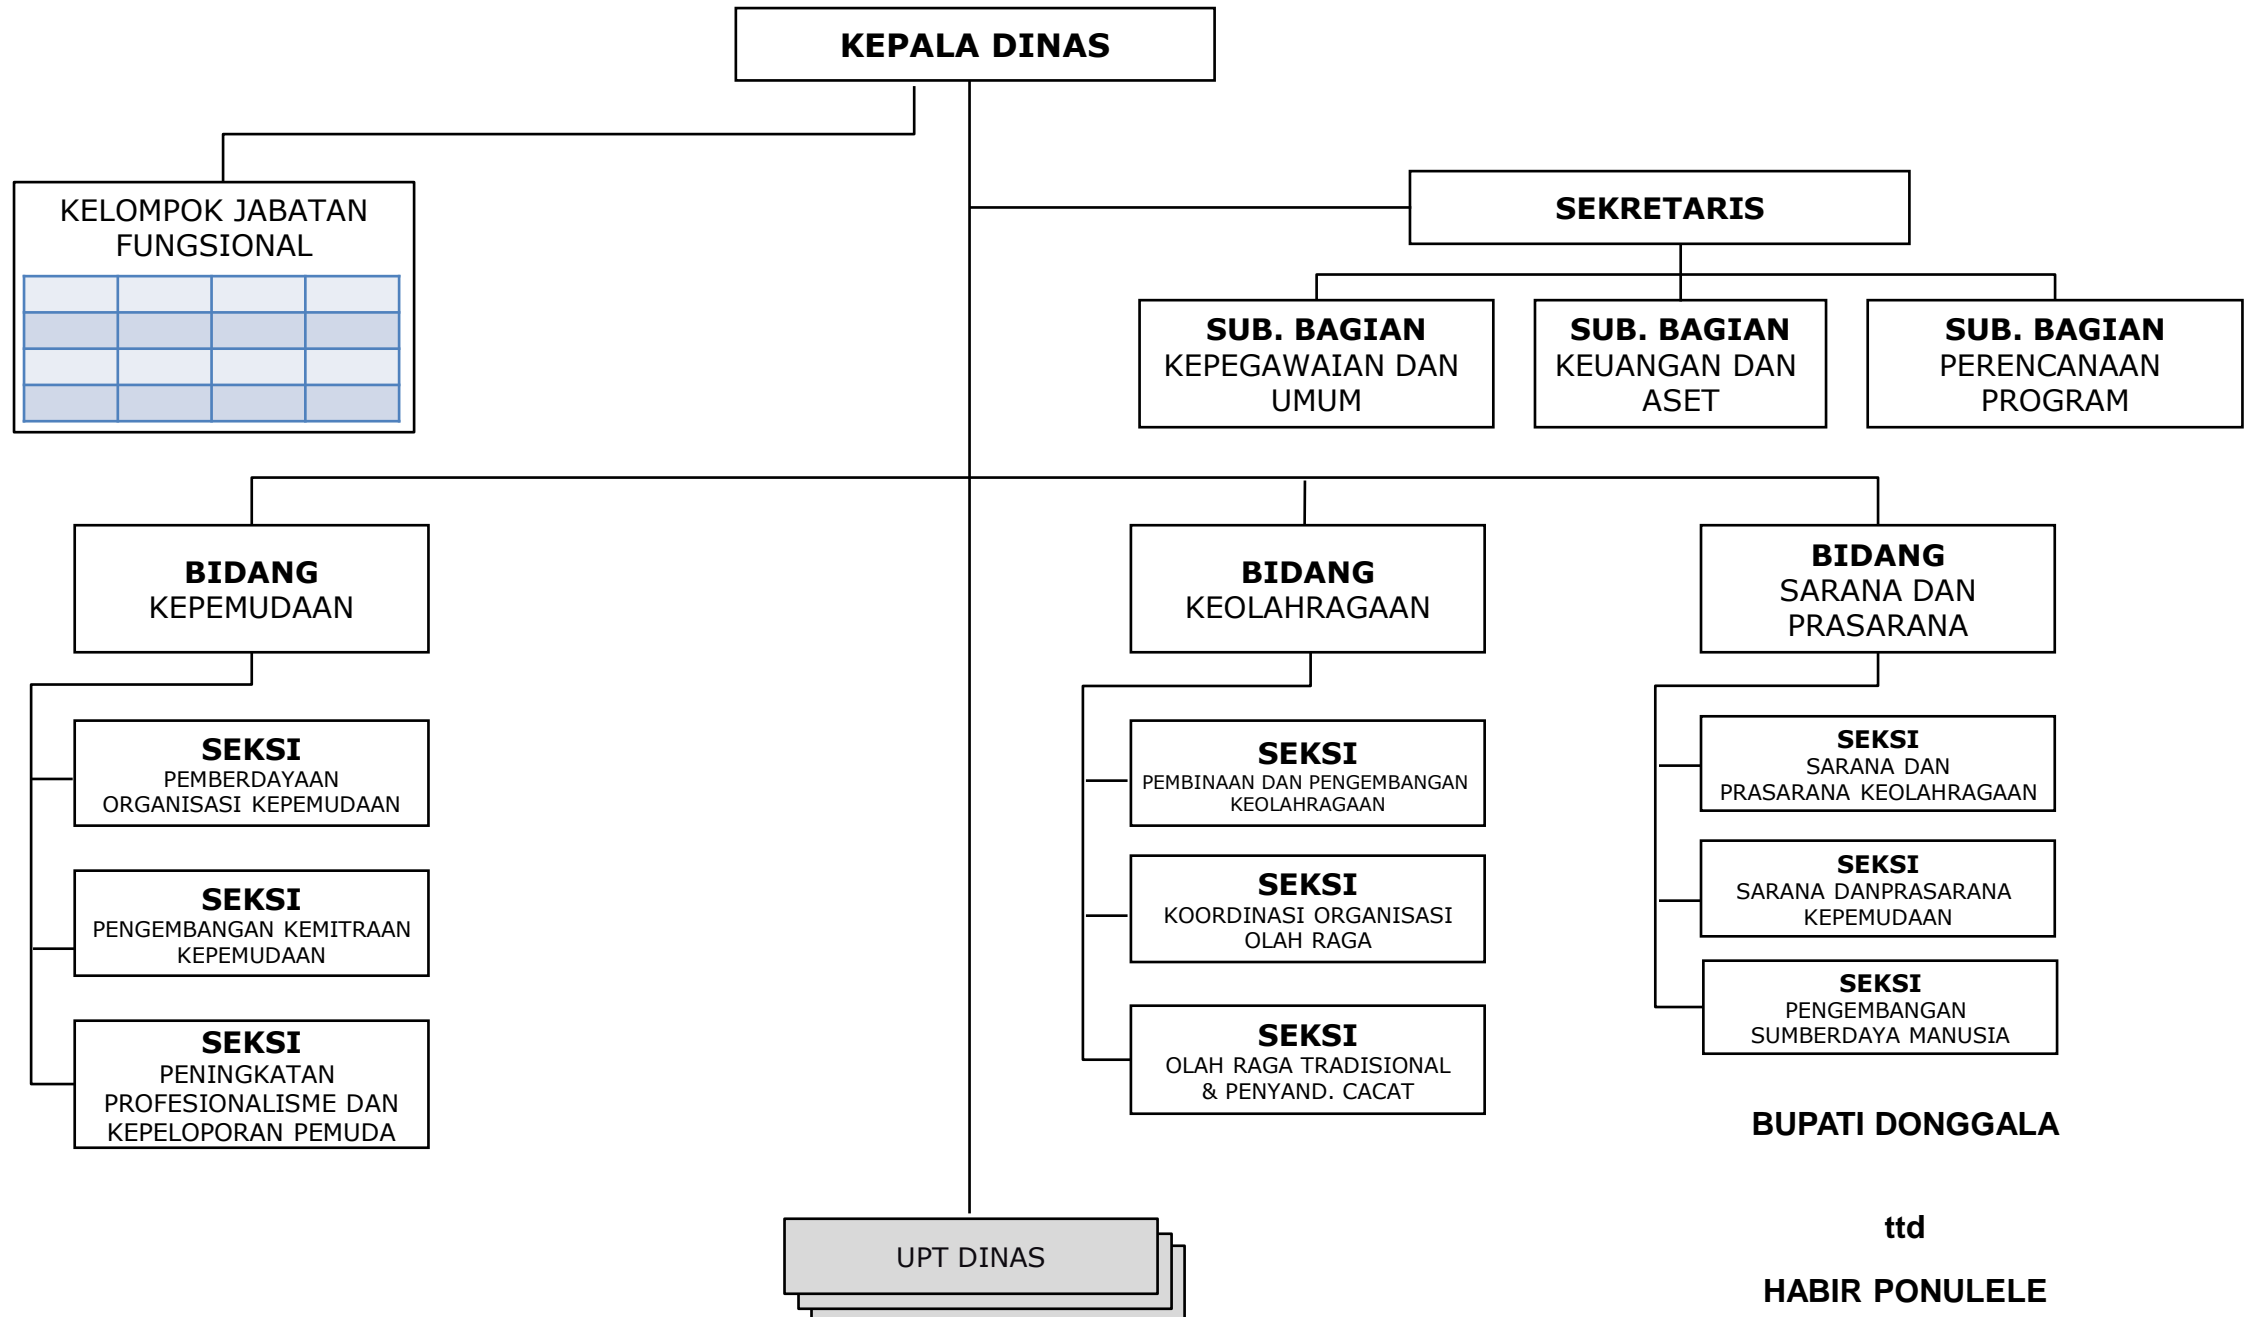 KEPALA DINAS
KELOMPOK JABATAN
FUNGSIONAL
SEKRETARIS
SUB. BAGIAN
KEPEGAWAIAN DAN
UMUM
SUB. BAGIAN
KEUANGAN DAN
ASET
SUB. BAGIAN
PERENCANAAN
PROGRAM
BIDANG
KEPEMUDAAN
BIDANG
KEOLAHRAGAAN
BIDANG
SARANA DAN
PRASARANA
SEKSI
PEMBERDAYAAN
ORGANISASI KEPEMUDAAN
SEKSI
PENGEMBANGAN KEMITRAAN
KEPEMUDAAN
SEKSI
PENINGKATAN
PROFESIONALISME DAN
KEPELOPORAN PEMUDA
SEKSI
PEMBINAAN DAN PENGEMBANGAN
KEOLAHRAGAAN
SEKSI
KOORDINASI ORGANISASI
OLAH RAGA
SEKSI
OLAH RAGA TRADISIONAL
& PENYAND. CACAT
SEKSI
SARANA DAN
PRASARANA KEOLAHRAGAAN
SEKSI
SARANA DANPRASARANA
KEPEMUDAAN
SEKSI
PENGEMBANGAN
SUMBERDAYA MANUSIA
UPT DINAS
BUPATI DONGGALA
ttd
HABIR PONULELE